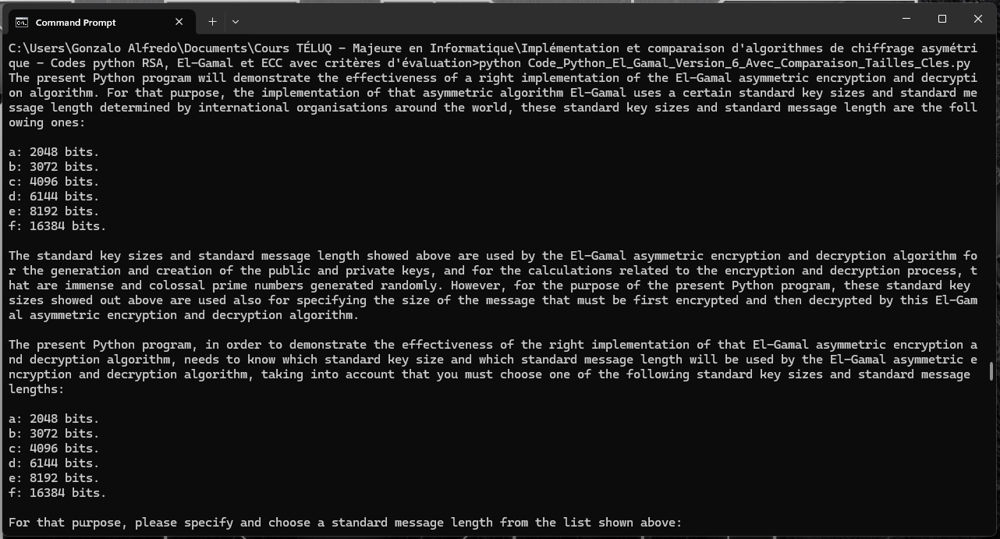 Command Prompt
C:\Users\Gonzalo Alfredo\Documents\Cours TÉLUQ - Majeure en Informatique\Implémentation et comparaison d'algorithmes de chiffrage asymétri
que - Codes python RSA, El-Gamal et ECC avec critères d'évaluation>python Code_Python_El_Gamal_Version_6_Avec_Comparaison_Tailles_Cles.py
The present Python program will demonstrate the effectiveness of a right implementation of the El-Gamal asymmetric encryption and decrypti
on algorithm. For that purpose, the implementation of that asymmetric algorithm El-Gamal uses a certain standard key sizes and standard me
ssage length determined by international organisations around the world, these standard key sizes and standard message length are the foll
owing ones:
a: 2048 bits.
b: 3072 bits.
c: 4096 bits.
d: 6144 bits.
e: 8192 bits.
f: 16384 bits.
The standard key sizes and standard message length showed above are used by the El-Gamal asymmetric encryption and decryption algorithm fo
r the generation and creation of the public and private keys, and for the calculations related to the encryption and decryption process, t
hat are immense and colossal prime numbers generated randomly. However, for the purpose of the present Python program, these standard key
sizes showed out above are used also for specifying the size of the message that must be first encrypted and then decrypted by this El-Gam
al asymmetric encryption and decryption algorithm.
The present Python program, in order to demonstrate the effectiveness of the right implementation of that El-Gamal asymmetric encryption a
nd decryption algorithm, needs to know which standard key size and which standard message length will be used by the El-Gamal asymmetric e
ncryption and decryption algorithm, taking into account that you must choose one of the following standard key sizes and standard message
lengths:
a: 2048 bits.
b: 3072 bits.
c: 4096 bits.
d: 6144 bits.
e: 8192 bits.
f: 16384 bits.
For that purpose, please specify and choose a standard message length from the list shown above: